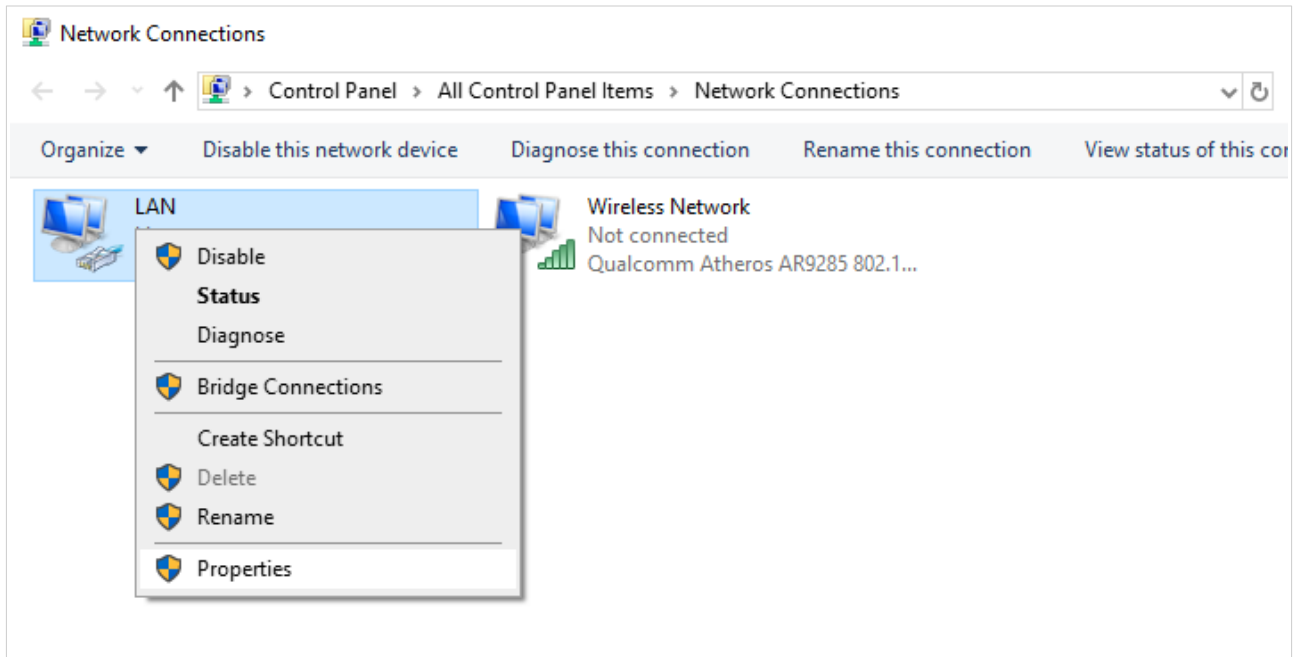 Network Connections
Control Panel > All Control Panel Items > Network Connections
Organize Disable this network device Diagnose this connection Rename this connection View status of this cor
LAN
Wireless Network
Not connected
Qualcomm Atheros AR9285 802.1...
Disable
Status
Diagnose
Bridge Connections
Create Shortcut
Delete
Rename
Properties